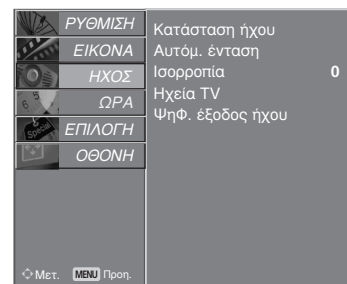 ΡΥΘΜΙΣΗ
ΕΙΚΟΝΑ
ΗΧΟΣ
ΩΡΑ
ΕΠΙΛΟΓΗ
ΟΘΟΝΗ
Κατάσταση ήχου
Αυτόμ. ένταση
Ισορροπία 0
Ηχεία TV
ΨηΦ. έξοδος ήχου
Μετ. MENU Προη.